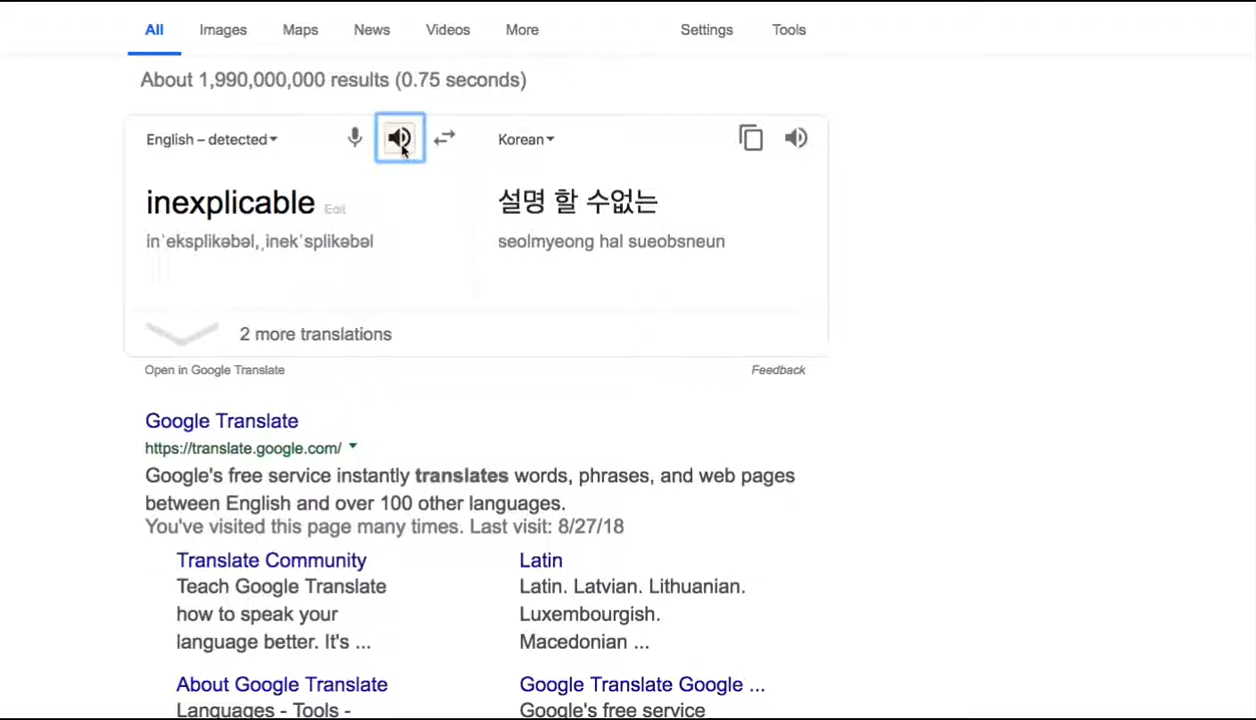 All Images Maps News Videos More Settings Tools
About 1,990,000,000 results (0.75 seconds)
English – detected Korean
inexplicable Edit 설명 할 수없는
inˈeksplikəbəl,ˌinekˈsplikəbəl seolmyeong hal sueobsneun
2 more translations
Open in Google Translate Feedback
Google Translate
https://translate.google.com/
Google's free service instantly translates words, phrases, and web pages
between English and over 100 other languages.
You've visited this page many times. Last visit: 8/27/18
Translate Community
Teach Google Translate
how to speak your
language better. It's ...
Latin
Latin. Latvian. Lithuanian.
Luxembourgish.
Macedonian ...
About Google Translate
Languages - Tools -
Google Translate Google ...
Google's free service